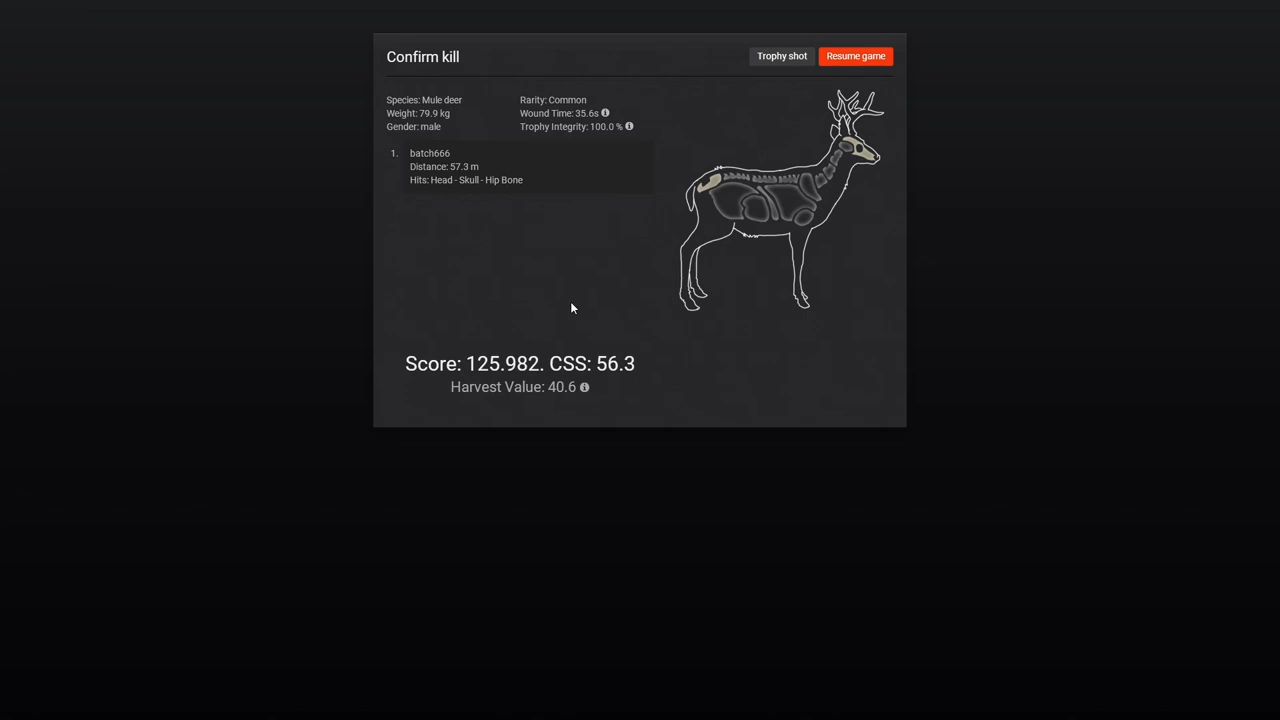 Confirm kill
Trophy shot
Resume game
Species: Mule deer
Rarity: Common
Weight: 79.9 kg
Wound Time: 35.6s
Gender: male
Trophy Integrity: 100.0 %
1. batch666
Distance: 57.3 m
Hits: Head - Skull - Hip Bone
Score: 125.982. CSS: 56.3
Harvest Value: 40.6